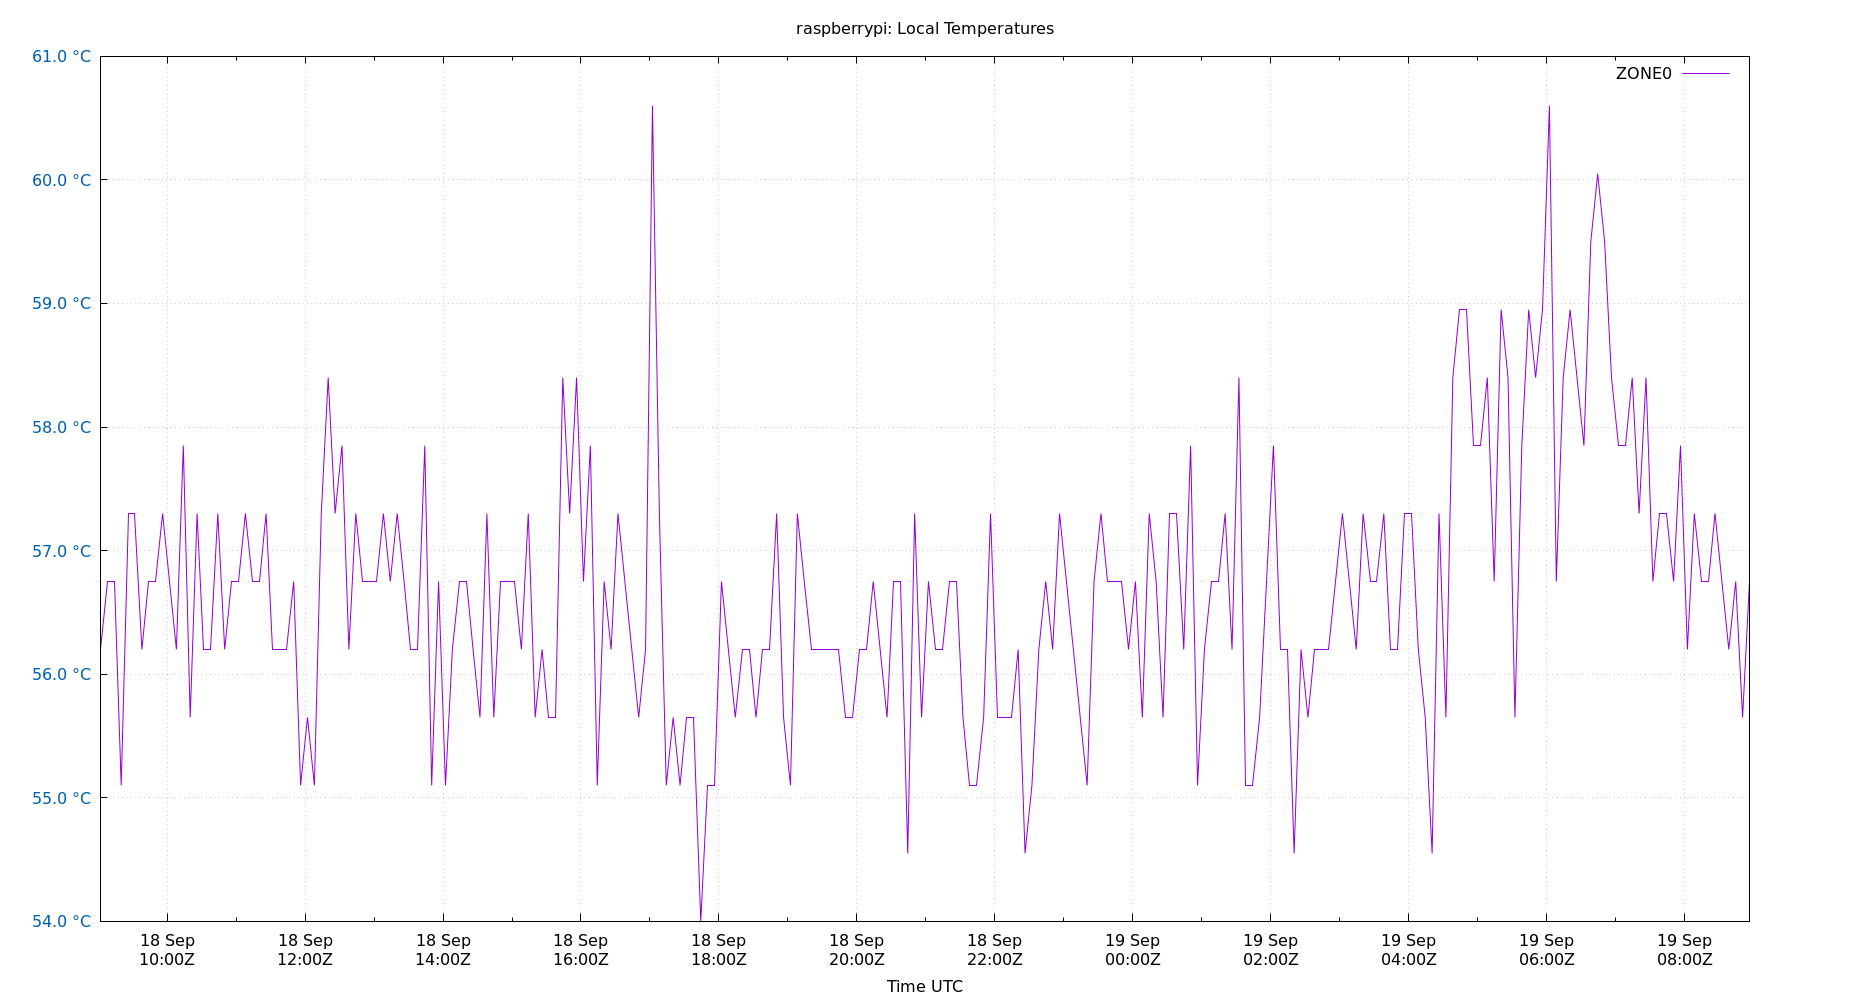 raspberrypi: Local Temperatures
61.0 °C
ZONE0
60.0 °C
59.0 °C
58.0 °C
57.0 °C
56.0 °C
55.0 °C
54.0 °C
18 Sep 18 Sep 18 Sep 18 Sep 18 Sep 18 Sep 18 Sep 19 Sep 19 Sep 19 Sep 19 Sep 19 Sep
10:00Z 12:00Z 14:00Z 16:00Z 18:00Z 20:00Z 22:00Z 00:00Z 02:00Z 04:00Z 06:00Z 08:00Z
Time UTC